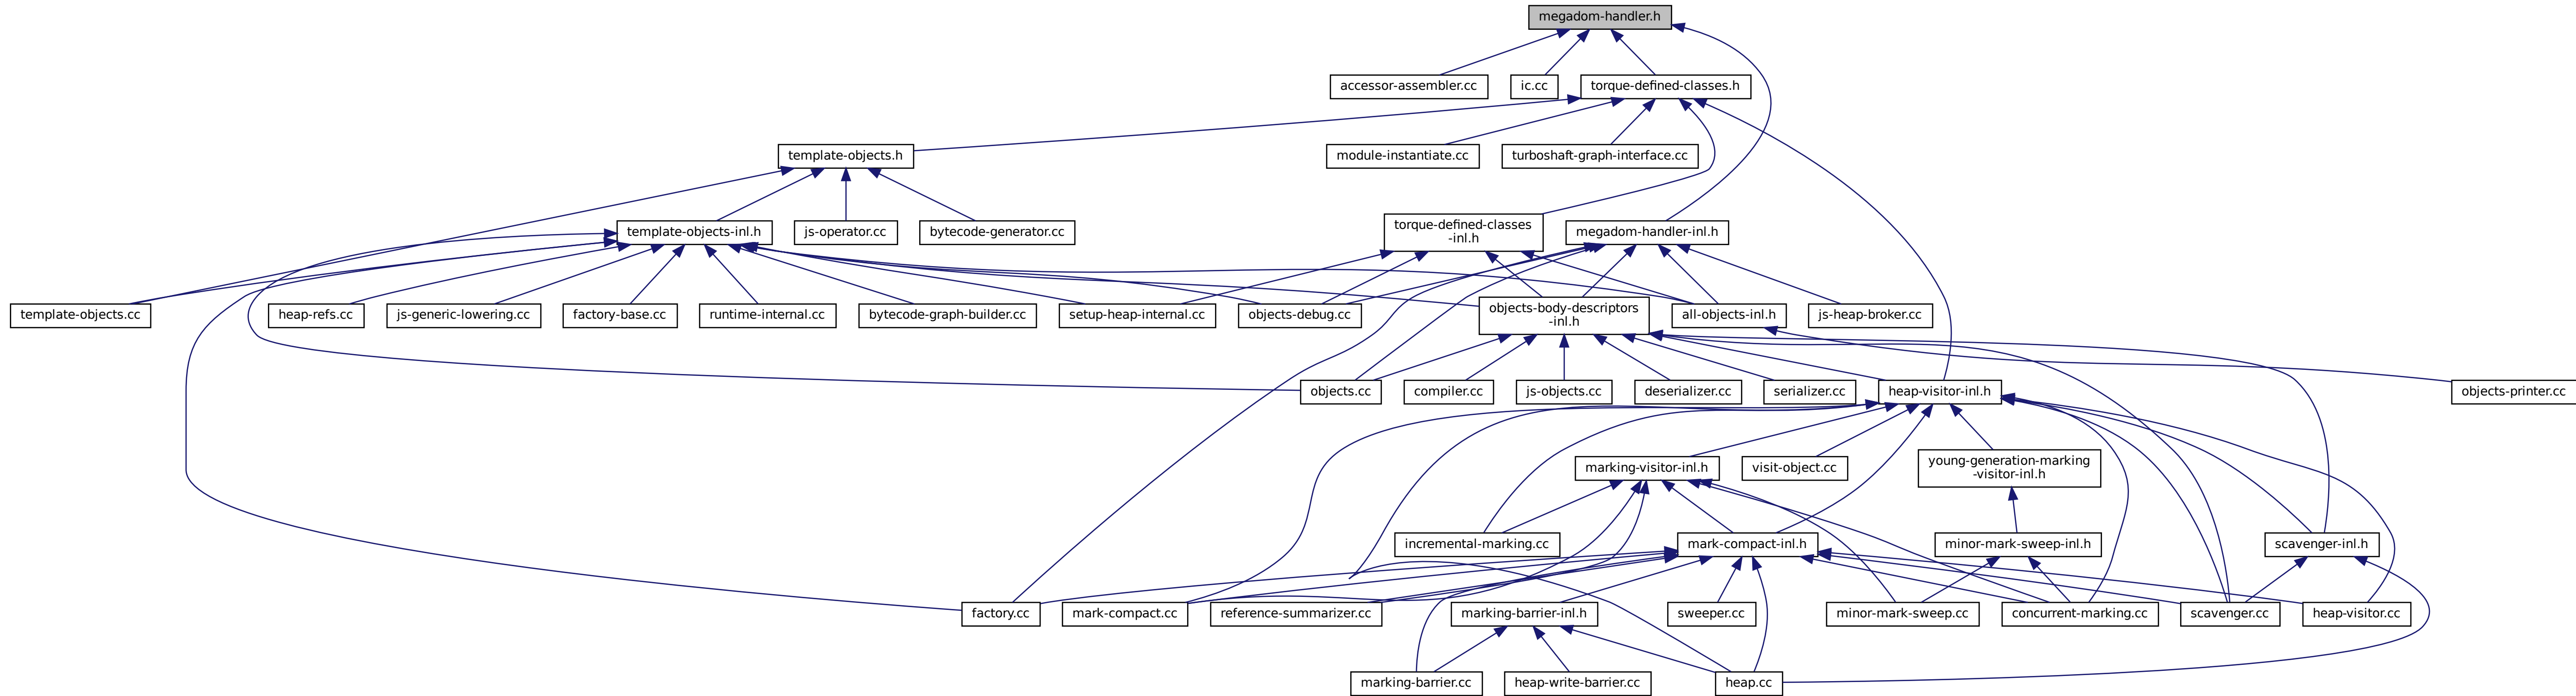 megadom-handler.h
accessor-assembler.cc
ic.cc
torque-defined-classes.h
template-objects.h
module-instantiate.cc
turboshaft-graph-interface.cc
template-objects-inl.h
js-operator.cc
bytecode-generator.cc
torque-defined-classes
-inl.h
megadom-handler-inl.h
template-objects.cc
heap-refs.cc
js-generic-lowering.cc
factory-base.cc
runtime-internal.cc
bytecode-graph-builder.cc
setup-heap-internal.cc
objects-debug.cc
objects-body-descriptors
-inl.h
all-objects-inl.h
js-heap-broker.cc
objects.cc
compiler.cc
js-objects.cc
deserializer.cc
serializer.cc
heap-visitor-inl.h
objects-printer.cc
marking-visitor-inl.h
visit-object.cc
young-generation-marking
-visitor-inl.h
incremental-marking.cc
mark-compact-inl.h
minor-mark-sweep-inl.h
scavenger-inl.h
factory.cc
mark-compact.cc
reference-summarizer.cc
marking-barrier-inl.h
sweeper.cc
minor-mark-sweep.cc
concurrent-marking.cc
scavenger.cc
heap-visitor.cc
marking-barrier.cc
heap-write-barrier.cc
heap.cc